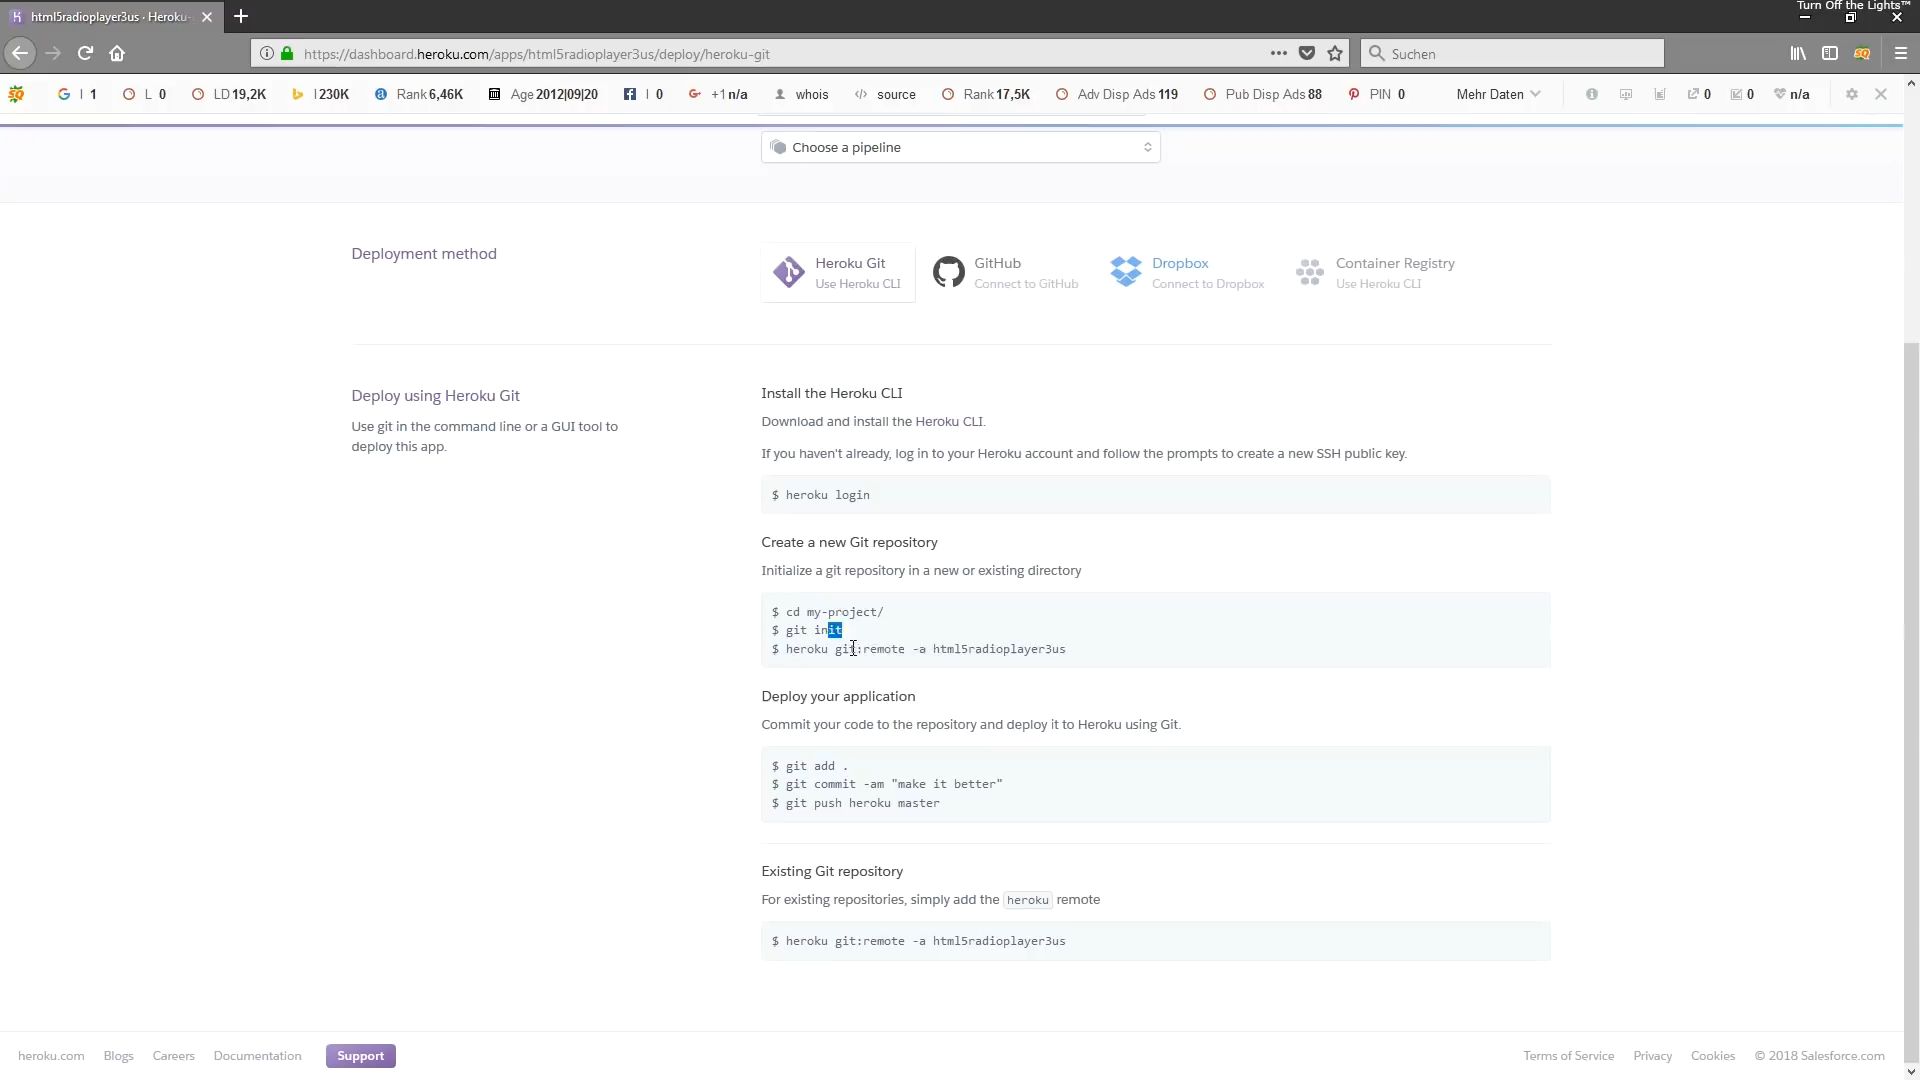 Turn Off the Lights™
html5radioplayer3us · Heroku
https://dashboard.heroku.com/apps/html5radioplayer3us/deploy/heroku-git
Suchen
I 1 L 0 LD 19,2K I 230K Rank 6,46K Age 2012|09|20 I 0 +1 n/a whois source Rank 17,5K Adv Disp Ads 119 Pub Disp Ads 88 PIN 0 Mehr Daten 0 0 n/a
Choose a pipeline
Deployment method
Heroku Git
Use Heroku CLI
GitHub
Connect to GitHub
Dropbox
Connect to Dropbox
Container Registry
Use Heroku CLI
Deploy using Heroku Git
Use git in the command line or a GUI tool to
deploy this app.
Install the Heroku CLI
Download and install the Heroku CLI.
If you haven't already, log in to your Heroku account and follow the prompts to create a new SSH public key.
$ heroku login
Create a new Git repository
Initialize a git repository in a new or existing directory
$ cd my-project/
$ git init
$ heroku git:remote -a html5radioplayer3us
Deploy your application
Commit your code to the repository and deploy it to Heroku using Git.
$ git add .
$ git commit -am "make it better"
$ git push heroku master
Existing Git repository
For existing repositories, simply add the heroku remote
$ heroku git:remote -a html5radioplayer3us
heroku.com Blogs Careers Documentation Support Terms of Service Privacy Cookies © 2018 Salesforce.com